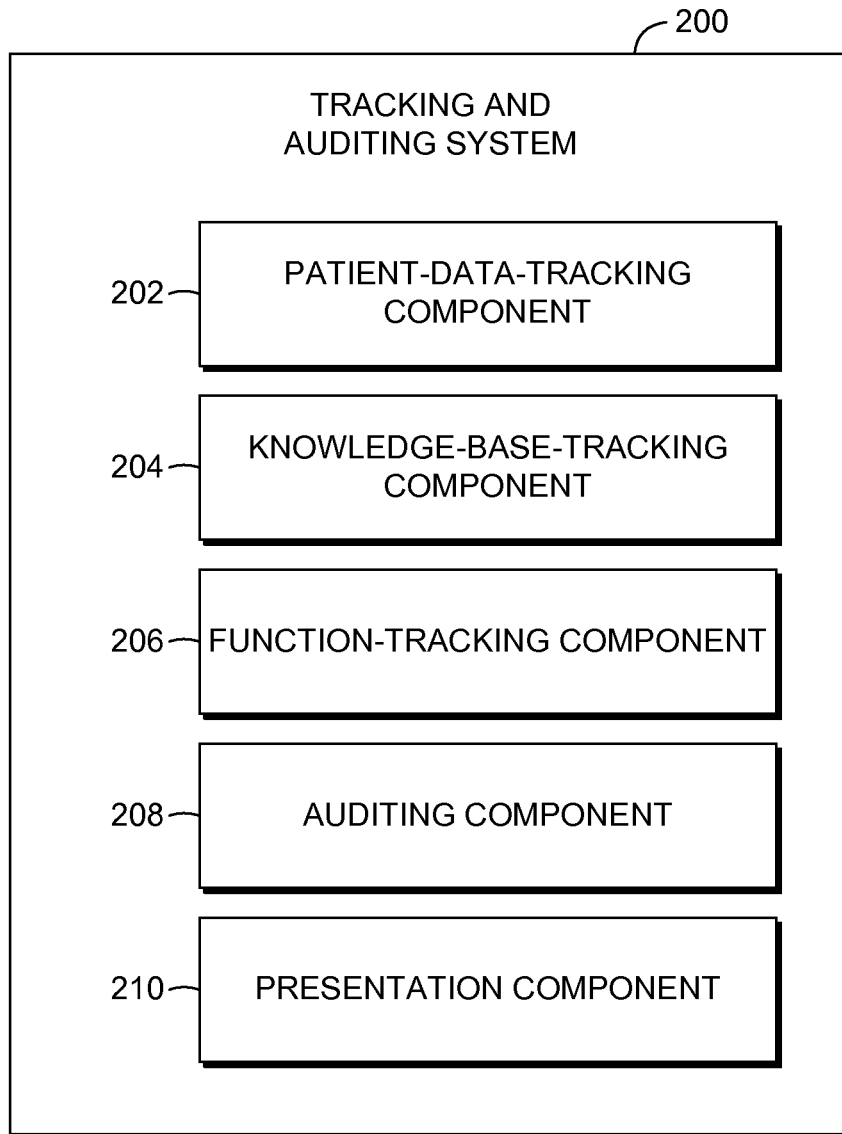 200
TRACKING AND
AUDITING SYSTEM
202
PATIENT-DATA-TRACKING
COMPONENT
204
KNOWLEDGE-BASE-TRACKING
COMPONENT
206
FUNCTION-TRACKING COMPONENT
208
AUDITING COMPONENT
210
PRESENTATION COMPONENT